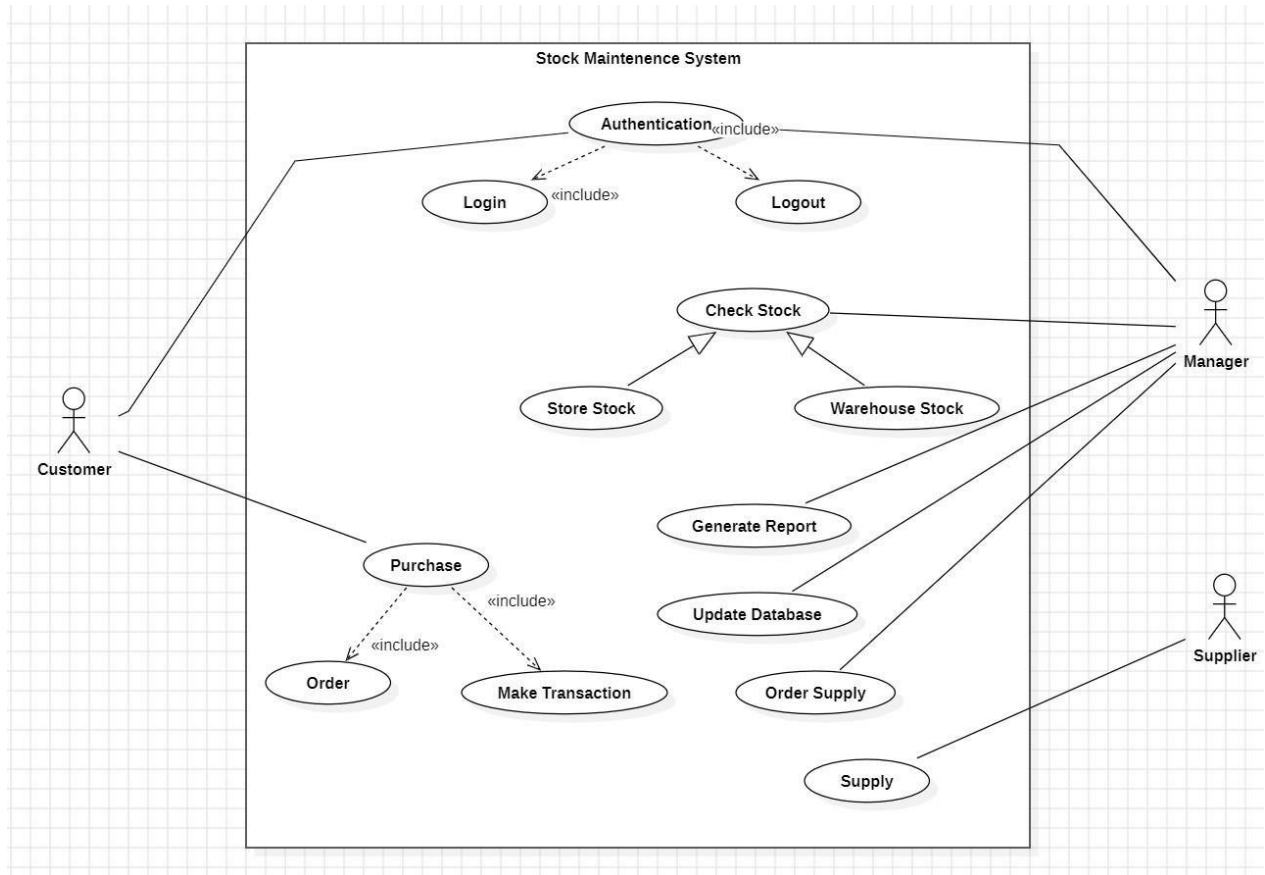 Stock Maintenence System
Authentication
«include»
Login
«include»
Logout
Check Stock
Manager
Store Stock
Warehouse Stock
Customer
Generate Report
Purchase
«include»
Update Database
«include»
Supplier
Order
Make Transaction
Order Supply
Supply